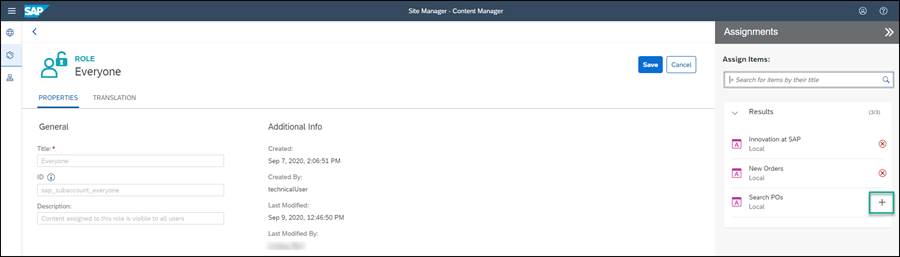 SAP
Site Manager - Content Manager
ROLE
Everyone
Save
Cancel
PROPERTIES
TRANSLATION
General
Title: *
Everyone
ID
sap_subaccount_everyone
Description:
Content assigned to this role is visible to all users
Additional Info
Created:
Sep 7, 2020, 2:06:51 PM
Created By:
technicalUser
Last Modified:
Sep 9, 2020, 12:46:50 PM
Last Modified By:
Assignments
Assign Items:
Search for items by their title
Results
(3/3)
Innovation at SAP
Local
New Orders
Local
Search POs
Local